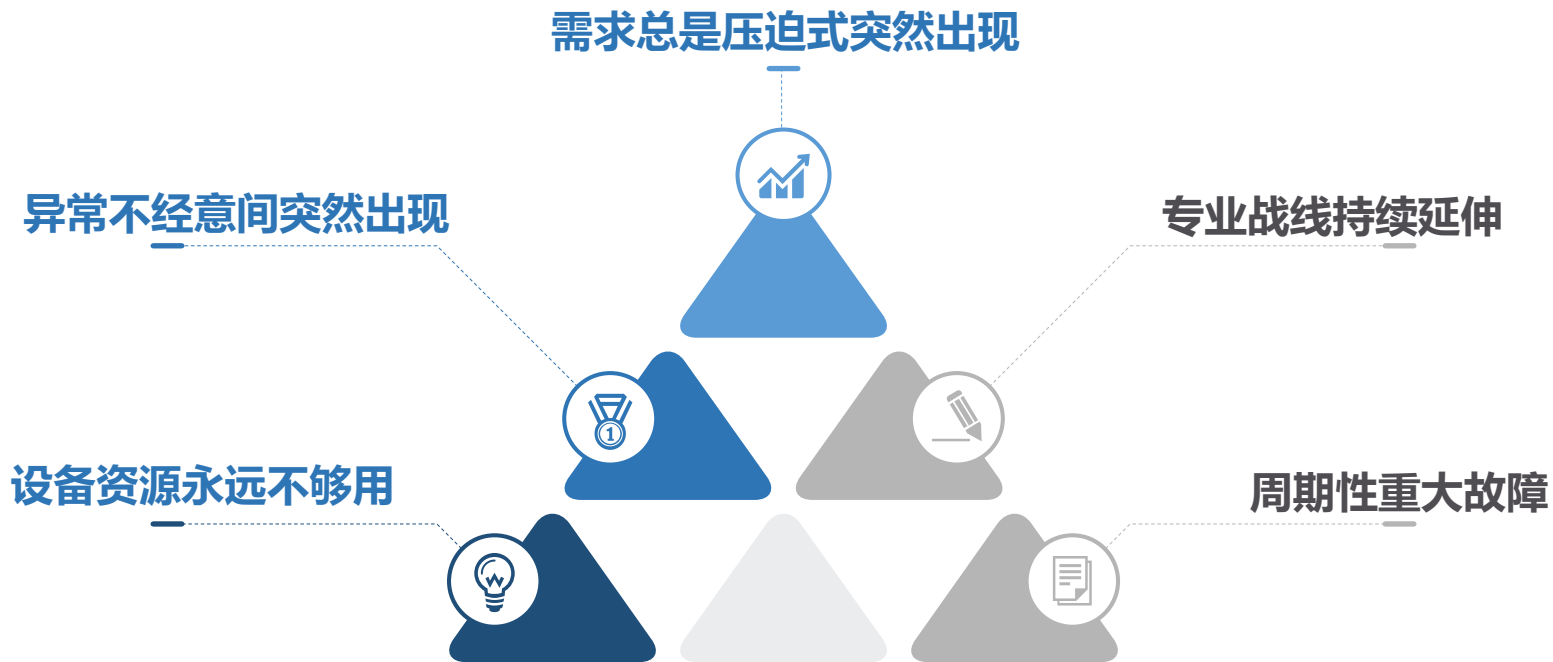 需求总是压迫式突然出现
异常不经意间突然出现
专业战线持续延伸
1
设备资源永远不够用
周期性重大故障